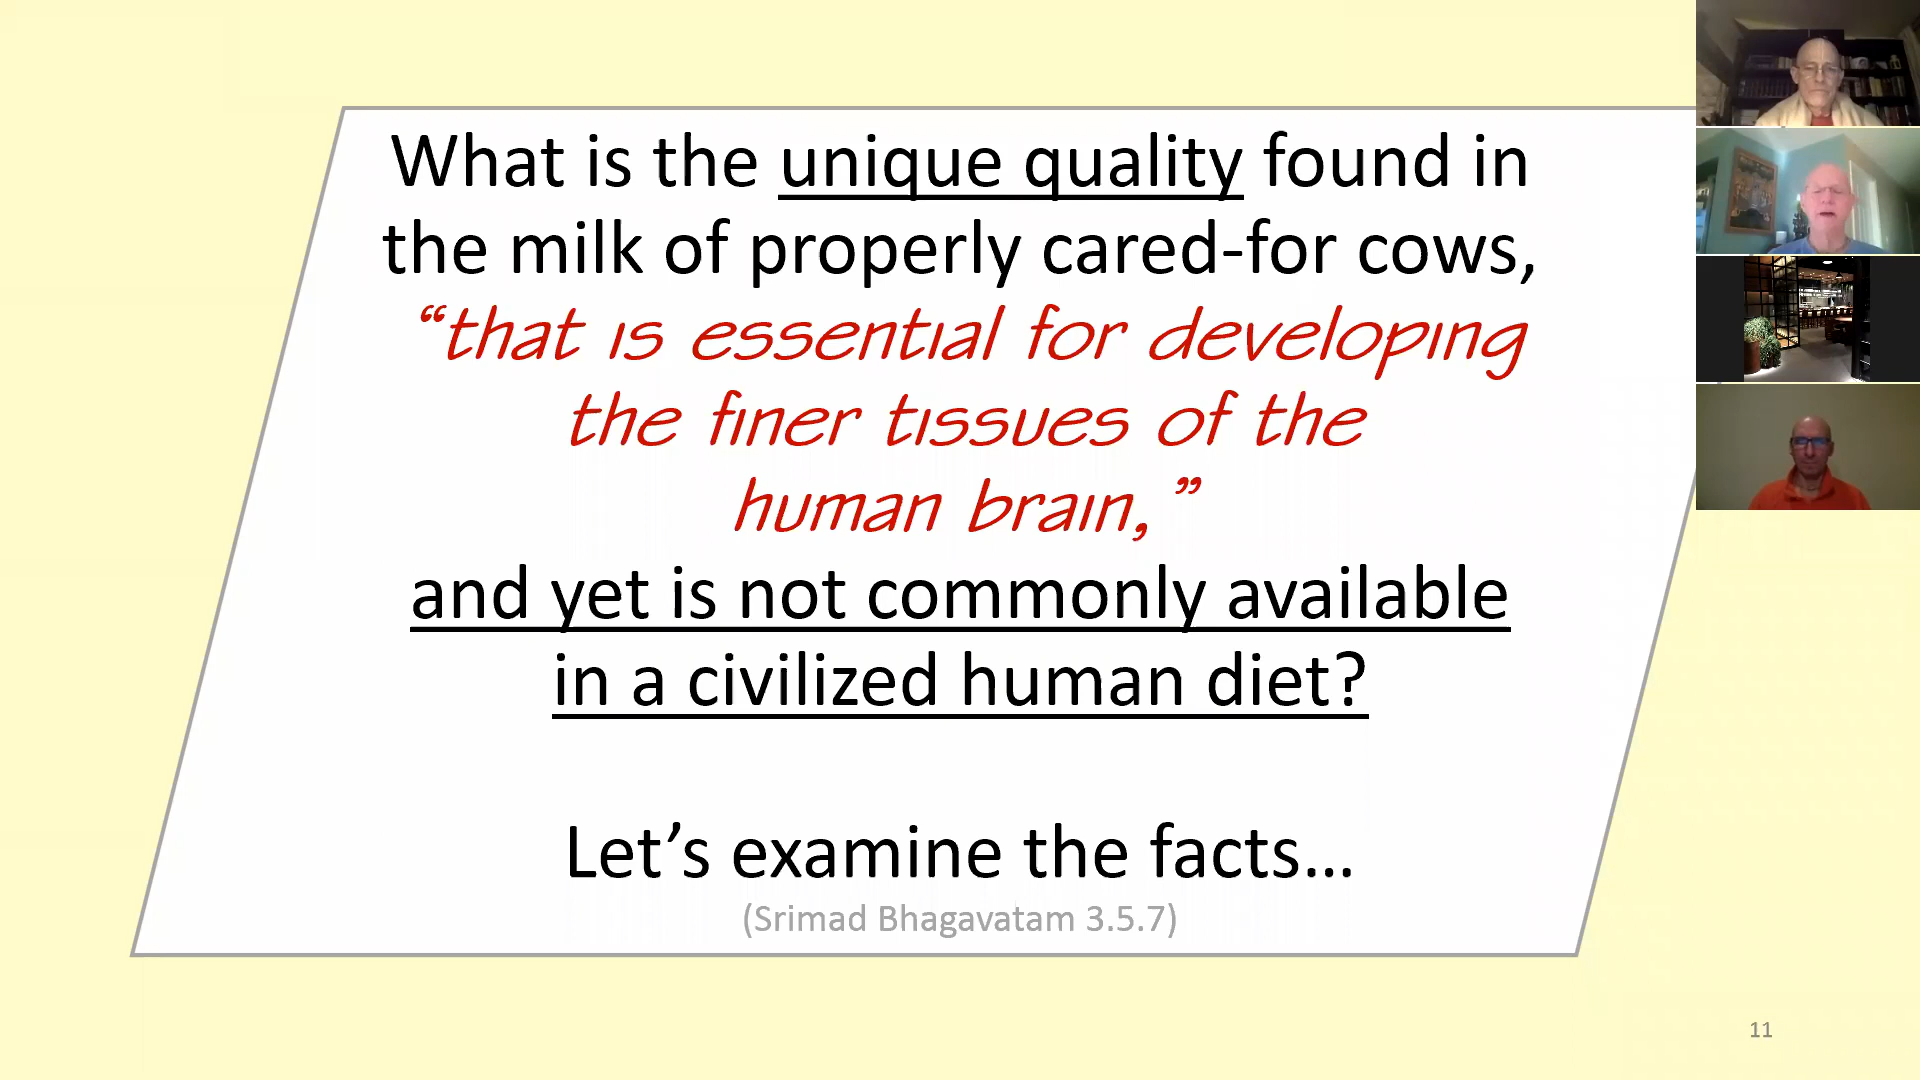 What is the unique quality found in
the milk of properly cared-for cows,
“that is essential for developing
the finer tissues of the
human brain,”
and yet is not commonly available
in a civilized human diet?
Let’s examine the facts…
(Srimad Bhagavatam 3.5.7)
11